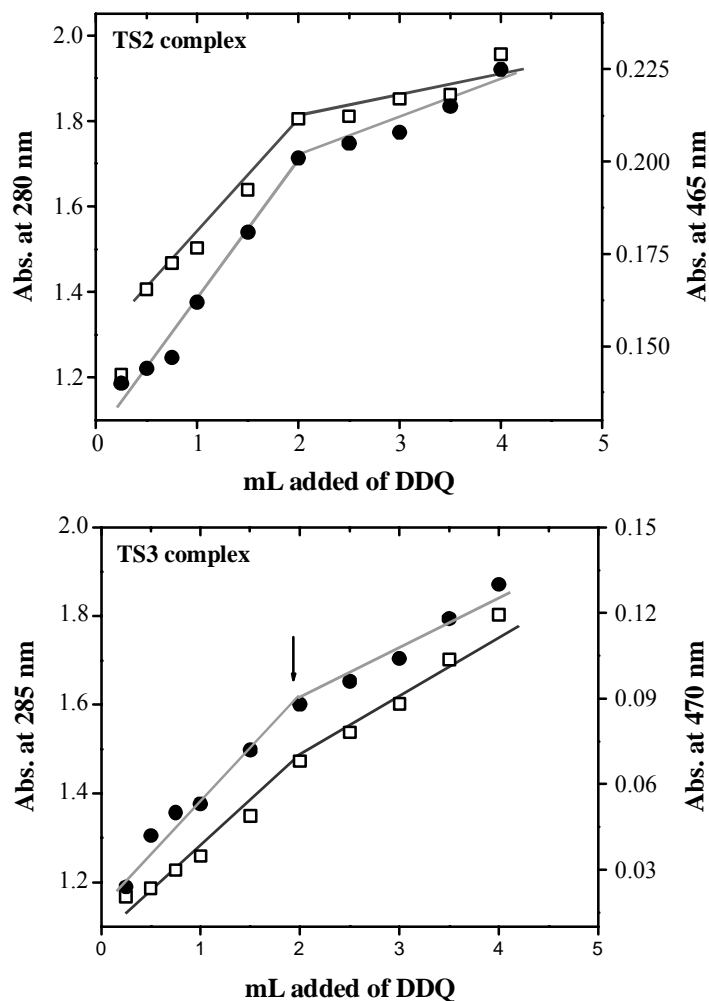 TS2 complex
2.0
1.8
1.6
1.4
1.2
Abs. at 280 nm
0.225
0.200
0.175
0.150
Abs. at 465 nm
0 1 2 3 4 5
mL added of DDQ
TS3 complex
2.0
1.8
1.6
1.4
1.2
Abs. at 285 nm
0.15
0.12
0.09
0.06
0.03
Abs. at 470 nm
0 1 2 3 4 5
mL added of DDQ